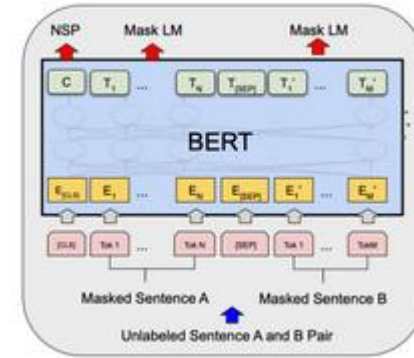 NSP Mask LM Mask LM
C T1 ... TN T[SEP] T1' ... TM'
BERT
E[CLS] E1 ... EN E[SEP] E1' ... EM'
[CLS] Tok 1 ... Tok N [SEP] Tok 1 ... TokM
Masked Sentence A Masked Sentence B
Unlabeled Sentence A and B Pair